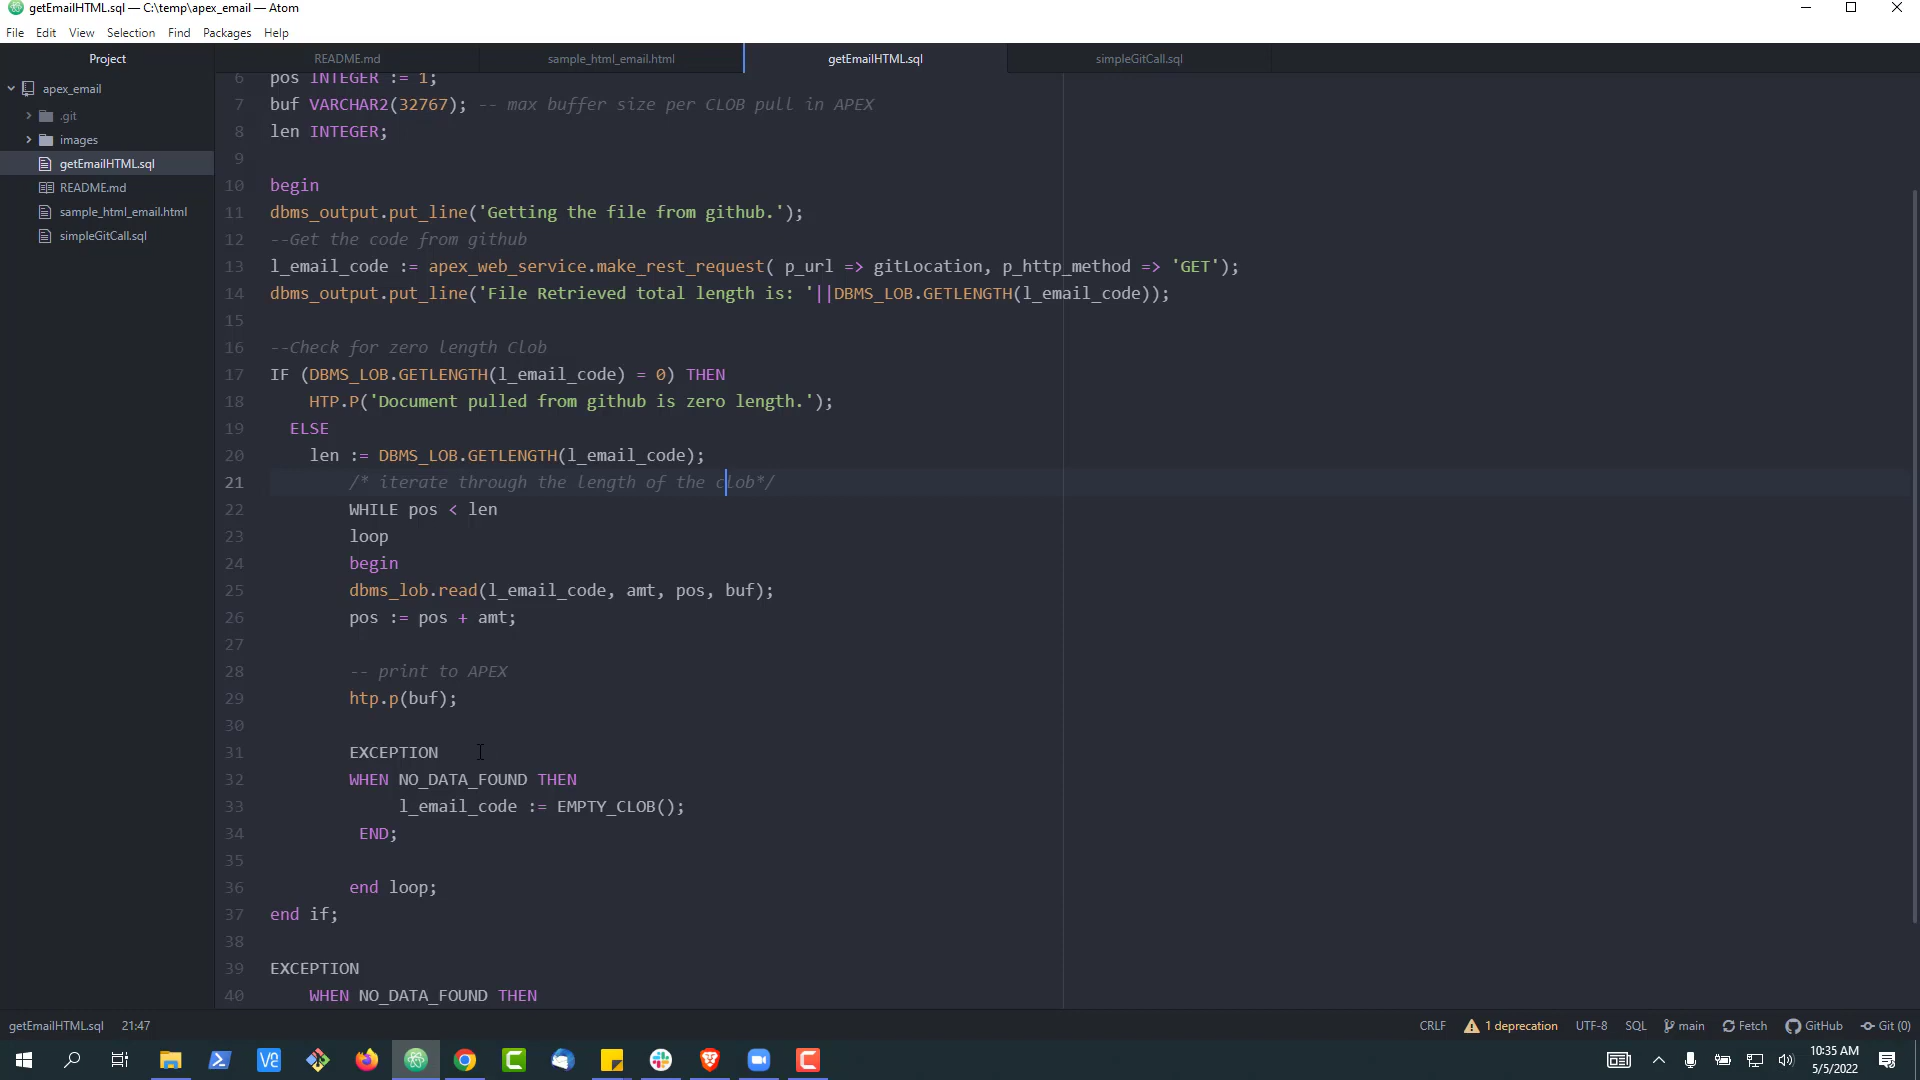 getEmailHTML.sql — C:\temp\apex_email — Atom
File Edit View Selection Find Packages Help
Project
README.md
sample_html_email.html
getEmailHTML.sql
simpleGitCall.sql
apex_email
.git
images
getEmailHTML.sql
README.md
sample_html_email.html
simpleGitCall.sql
6 pos INTEGER := 1;
7 buf VARCHAR2(32767); -- max buffer size per CLOB pull in APEX
8 len INTEGER;
9
10 begin
11 dbms_output.put_line('Getting the file from github.');
12 --Get the code from github
13 l_email_code := apex_web_service.make_rest_request( p_url => gitLocation, p_http_method => 'GET');
14 dbms_output.put_line('File Retrieved total length is: '||DBMS_LOB.GETLENGTH(l_email_code));
15
16 --Check for zero length Clob
17 IF (DBMS_LOB.GETLENGTH(l_email_code) = 0) THEN
18 HTP.P('Document pulled from github is zero length.');
19 ELSE
20 len := DBMS_LOB.GETLENGTH(l_email_code);
21 /* iterate through the length of the clob*/
22 WHILE pos < len
23 loop
24 begin
25 dbms_lob.read(l_email_code, amt, pos, buf);
26 pos := pos + amt;
27
28 -- print to APEX
29 htp.p(buf);
30
31 EXCEPTION
32 WHEN NO_DATA_FOUND THEN
33 l_email_code := EMPTY_CLOB();
34 END;
35
36 end loop;
37 end if;
38
39 EXCEPTION
40 WHEN NO_DATA_FOUND THEN
getEmailHTML.sql 21:47
CRLF 1 deprecation UTF-8 SQL main Fetch GitHub Git (0)
10:35 AM
5/5/2022